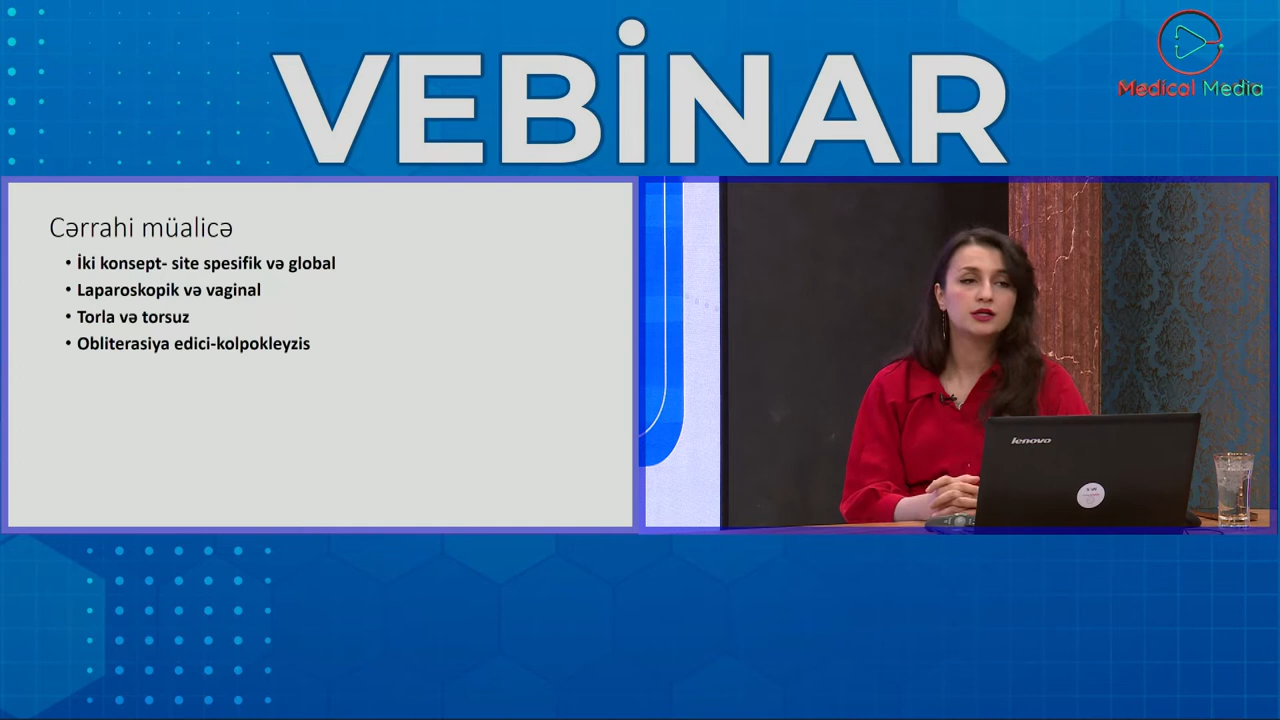 VEBİNAR
Medical Media
Cərrahi müalicə
• İki konsept- site spesifik və global
• Laparoskopik və vaginal
• Torla və torsuz
• Obliterasiya edici-kolpokleyzis
lenovo